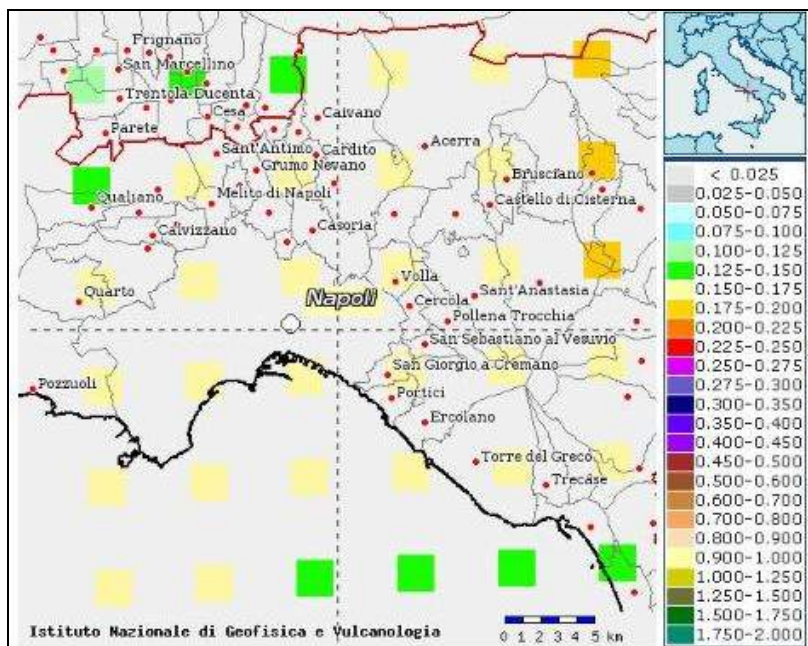 Frignano
San Marcellino
Trentola-Ducenta
Cesa
Caivano
Parete
Sant'Antimo
Cardito
Acerra
Grumo Nevano
Brusciano
Qualiano
Melito di Napoli
Castello di Cisterna
Calvizzano
Casoria
Volla
Quarto
Napoli
Sant'Anastasia
Cercola
Pollena Trocchia
San Sebastiano al Vesuvio
Pozzuoli
San Giorgio a Cremano
Portici
Ercolano
Torre del Greco
Trecase
Istituto Nazionale di Geofisica e Vulcanologia
0 1 2 3 4 5 km
< 0.025
0.025-0.050
0.050-0.075
0.075-0.100
0.100-0.125
0.125-0.150
0.150-0.175
0.175-0.200
0.200-0.225
0.225-0.250
0.250-0.275
0.275-0.300
0.300-0.350
0.350-0.400
0.400-0.450
0.450-0.500
0.500-0.600
0.600-0.700
0.700-0.800
0.800-0.900
0.900-1.000
1.000-1.250
1.250-1.500
1.500-1.750
1.750-2.000